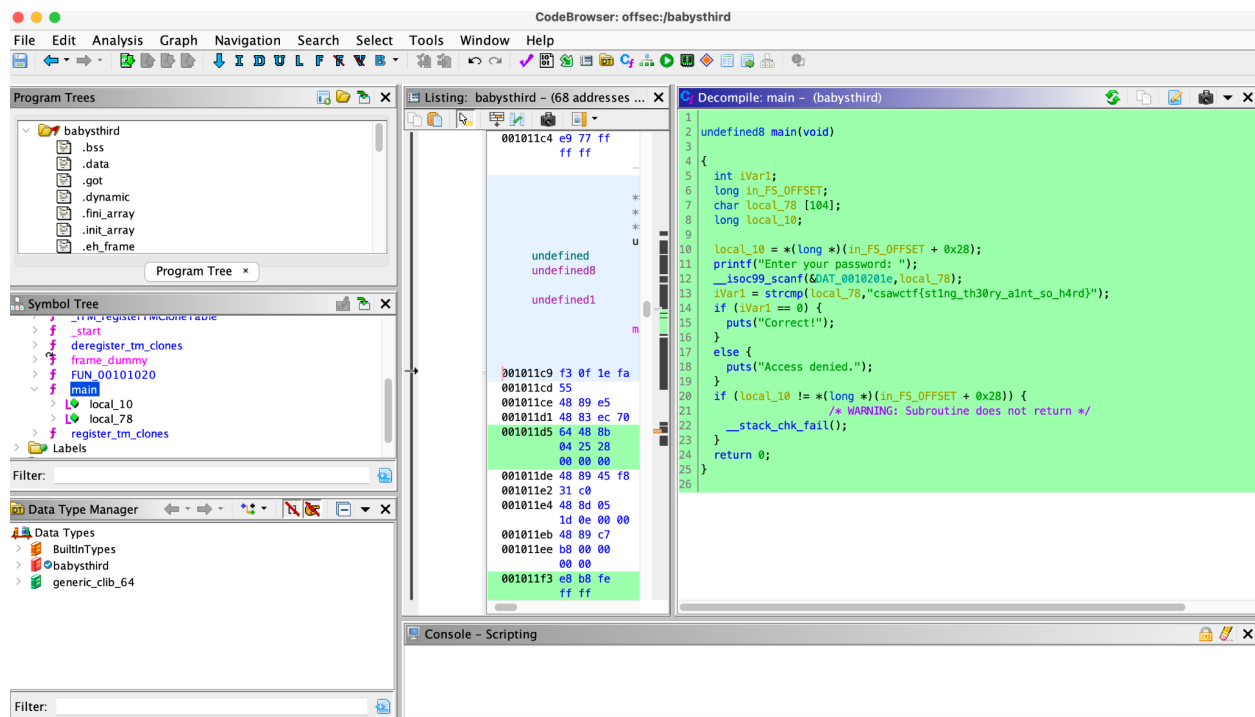 CodeBrowser: offsec:/babysthird
File Edit Analysis Graph Navigation Search Select Tools Window Help
I D U L F R V B
Program Trees
babysthird
.bss
.data
.got
.dynamic
.fini_array
.init_array
.eh_frame
Program Tree ×
Symbol Tree
_ITM_registerTMCloneTable
f _start
f deregister_tm_clones
f frame_dummy
f FUN_00101020
f main
L local_10
L local_78
f register_tm_clones
Labels
Filter:
Data Type Manager
Data Types
BuiltInTypes
babysthird
generic_clib_64
Filter:
Listing: babysthird – (68 addresses ...
001011c4 e9 77 ff
ff ff
*
*
*
u
undefined
undefined8
undefined1
m
001011c9 f3 0f 1e fa
001011cd 55
001011ce 48 89 e5
001011d1 48 83 ec 70
001011d5 64 48 8b
04 25 28
00 00 00
001011de 48 89 45 f8
001011e2 31 c0
001011e4 48 8d 05
1d 0e 00 00
001011eb 48 89 c7
001011ee b8 00 00
00 00
001011f3 e8 b8 fe
ff ff
Decompile: main – (babysthird)
1
2 undefined8 main(void)
3
4 {
5 int iVar1;
6 long in_FS_OFFSET;
7 char local_78 [104];
8 long local_10;
9
10 local_10 = *(long *)(in_FS_OFFSET + 0x28);
11 printf("Enter your password: ");
12 __isoc99_scanf(&DAT_0010201e,local_78);
13 iVar1 = strcmp(local_78,"csawctf{st1ng_th30ry_a1nt_so_h4rd}");
14 if (iVar1 == 0) {
15 puts("Correct!");
16 }
17 else {
18 puts("Access denied.");
19 }
20 if (local_10 != *(long *)(in_FS_OFFSET + 0x28)) {
21 /* WARNING: Subroutine does not return */
22 __stack_chk_fail();
23 }
24 return 0;
25 }
26
Console – Scripting